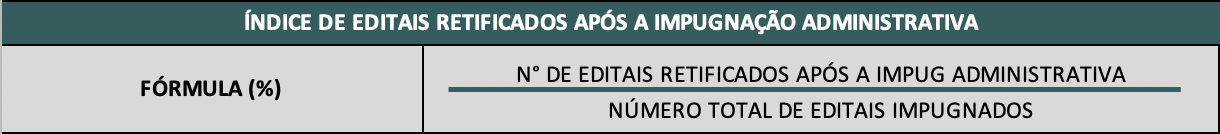 ÍNDICE DE EDITAIS RETIFICADOS APÓS A IMPUGNAÇÃO ADMINISTRATIVA
FÓRMULA (%)
N° DE EDITAIS RETIFICADOS APÓS A IMPUG ADMINISTRATIVA
NÚMERO TOTAL DE EDITAIS IMPUGNADOS